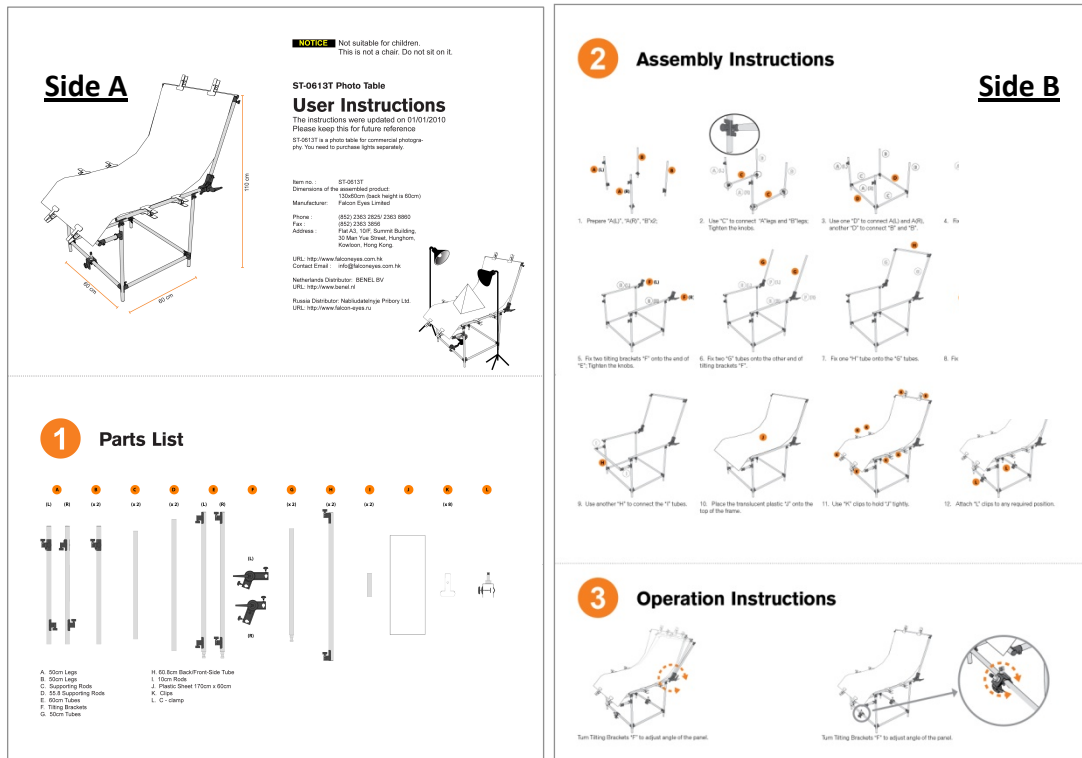 Side A
NOTICE Not suitable for children.
This is not a chair. Do not sit on it.
ST-0613T Photo Table
User Instructions
The instructions were updated on 01/01/2010
Please keep this for future reference
ST-0613T is a photo table for commercial photogra-
phy. You need to purchase lights separately.
Item no. : ST-0613T
Dimensions of the assembled product:
130x60cm (back height is 60cm)
Manufacturer: Falcon Eyes Limited
Phone : (852) 2363 2825/ 2363 8860
Fax : (852) 2363 3856
Address : Flat A3, 10/F, Summit Building,
30 Man Yue Street, Hunghom,
Kowloon, Hong Kong.
URL: http://www.falconeyes.com.hk
Contact Email : info@falconeyes.com.hk
Netherlands Distributor: BENEL BV
URL: http://www.benel.nl
Russia Distributor: Nabliudatelnyje Pribory Ltd.
URL: http://www.falcon-eyes.ru
110 cm
60 cm
60 cm
1 Parts List
A B C D E F G H I J K L
(L) (R) (x 2) (x 2) (x 2) (L) (R) (x 2) (x 2) (x 2) (x 8)
(L)
(R)
A. 50cm Legs
B. 50cm Legs
C. Supporting Rods
D. 55.8 Supporting Rods
E. 60cm Tubes
F. Tilting Brackets
G. 50cm Tubes
H. 60.8cm Back/Front-Side Tube
I. 10cm Rods
J. Plastic Sheet 170cm x 60cm
K. Clips
L. C - clamp
2 Assembly Instructions
Side B
1. Prepare "A(L)", "A(R)", "B"x2;
2. Use "C" to connect "A"legs and "B"legs;
Tighten the knobs.
3. Use one "D" to connect A(L) and A(R),
another "D" to connect "B" and "B".
4. Fix
5. Fix two tilting brackets "F" onto the end of
"E"; Tighten the knobs.
6. Fix two "G" tubes onto the other end of
tilting brackets "F".
7. Fix one "H" tube onto the "G" tubes.
8. Fix
9. Use another "H" to connect the "I" tubes.
10. Place the translucent plastic "J" onto the
top of the frame.
11. Use "K" clips to hold "J" tightly.
12. Attach "L" clips to any required position.
3 Operation Instructions
Turn Tilting Brackets "F" to adjust angle of the panel.
Turn Tilting Brackets "F" to adjust angle of the panel.